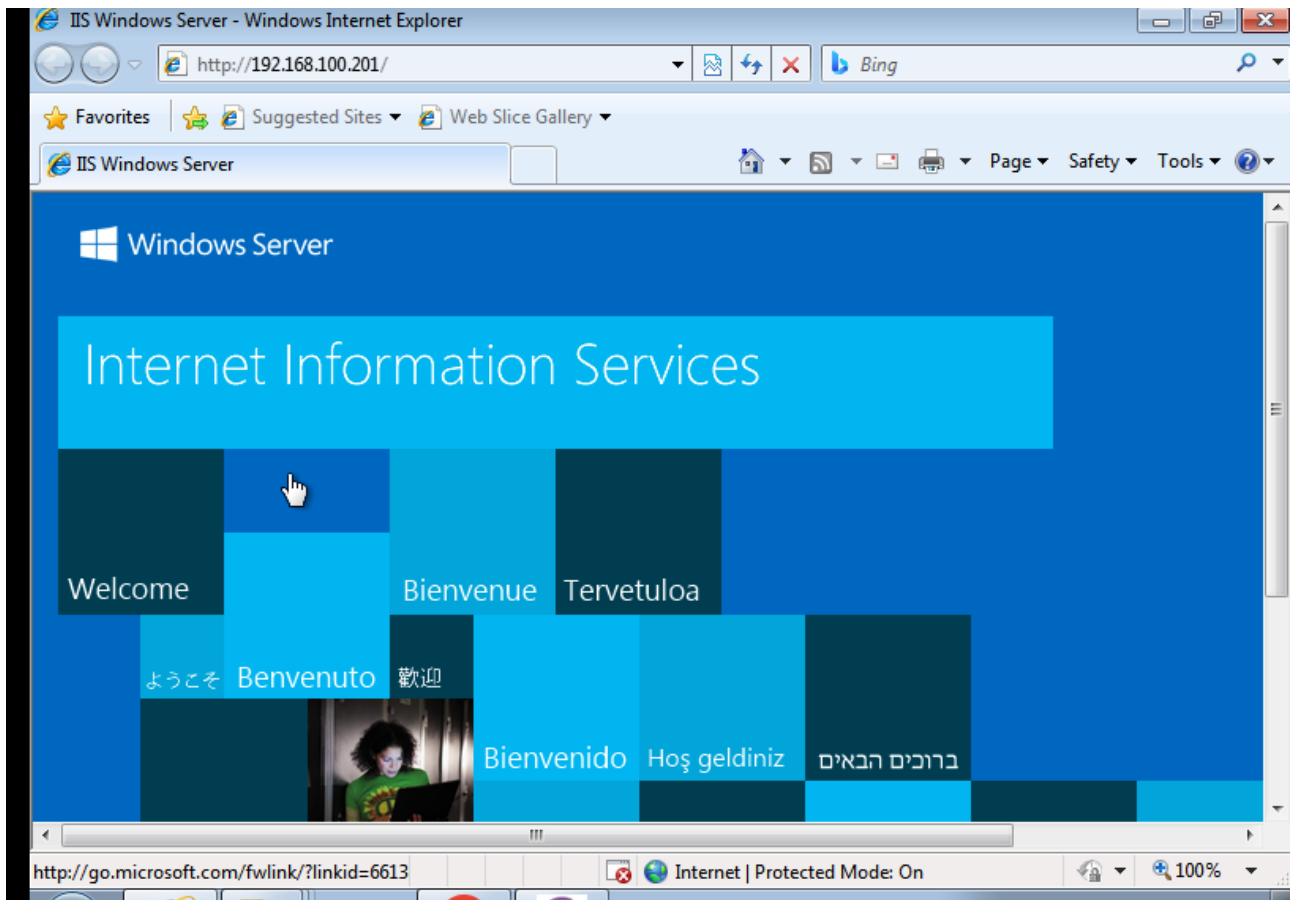 IIS Windows Server - Windows Internet Explorer
http://192.168.100.201/
Bing
Favorites Suggested Sites Web Slice Gallery
IIS Windows Server
Page Safety Tools
Windows Server
Internet Information Services
Welcome
Bienvenue
Tervetuloa
ようこそ
Benvenuto
歡迎
Bienvenido
Hoş geldiniz
ברוכים הבאים
http://go.microsoft.com/fwlink/?linkid=6613
Internet | Protected Mode: On
100%